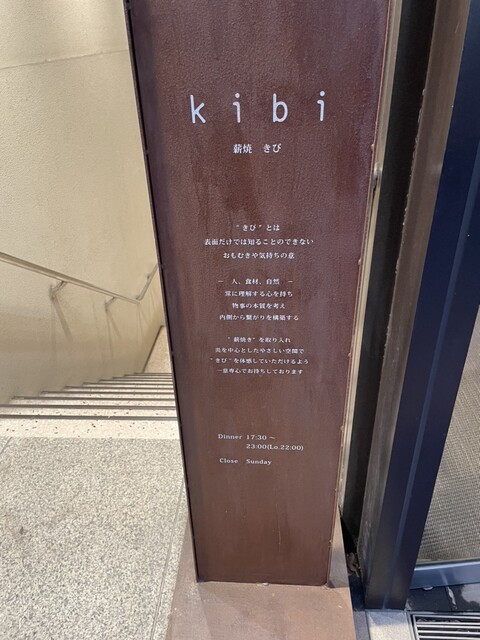 kibi
薪焼 きび
"きび"とは
表面だけでは知ることのできない
おもむきや気持ちの意
― 人、食材、自然 ―
常に理解する心を持ち
物事の本質を考え
内側から繋がりを構築する
"薪焼き"を取り入れ
炎を中心としたやさしい空間で
"きび"を体感していただけるよう
一意専心でお待ちしております
Dinner 17:30 ～
23:00(Lo.22:00)
Close Sunday